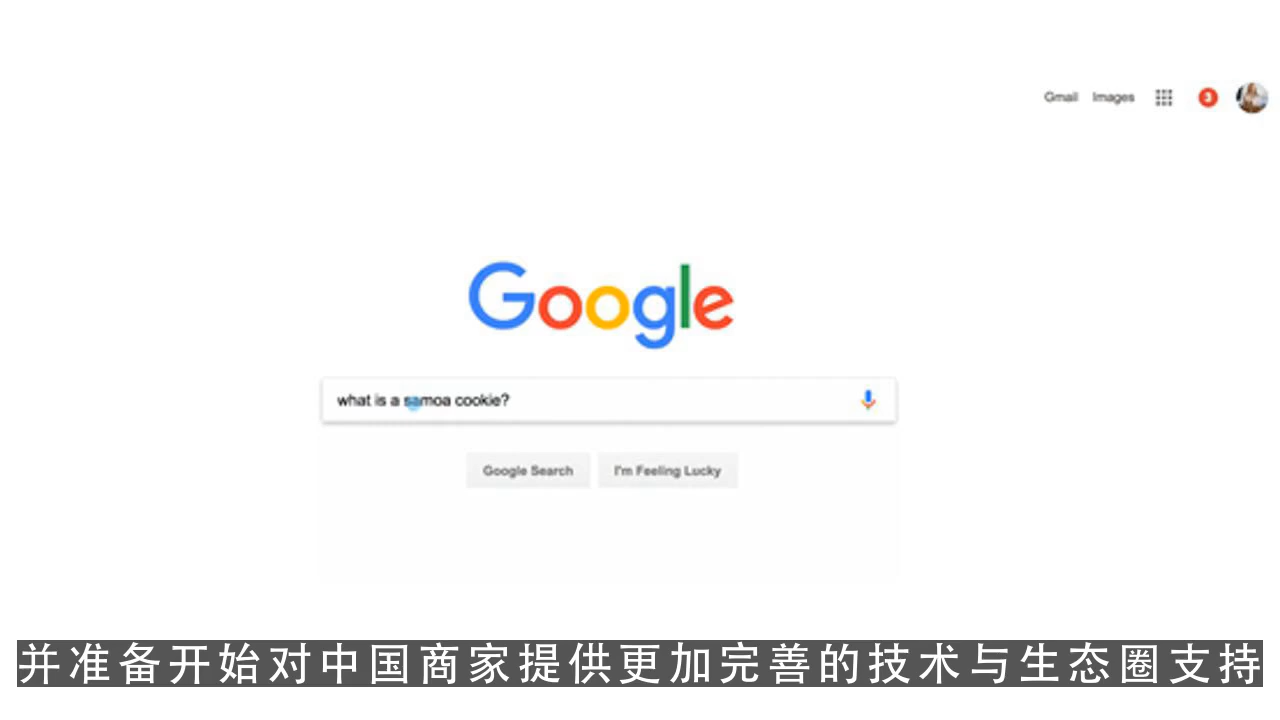 Gmail Images 3
Google
what is a samoa cookie?
Google Search I'm Feeling Lucky
并准备开始对中国商家提供更加完善的技术与生态圈支持